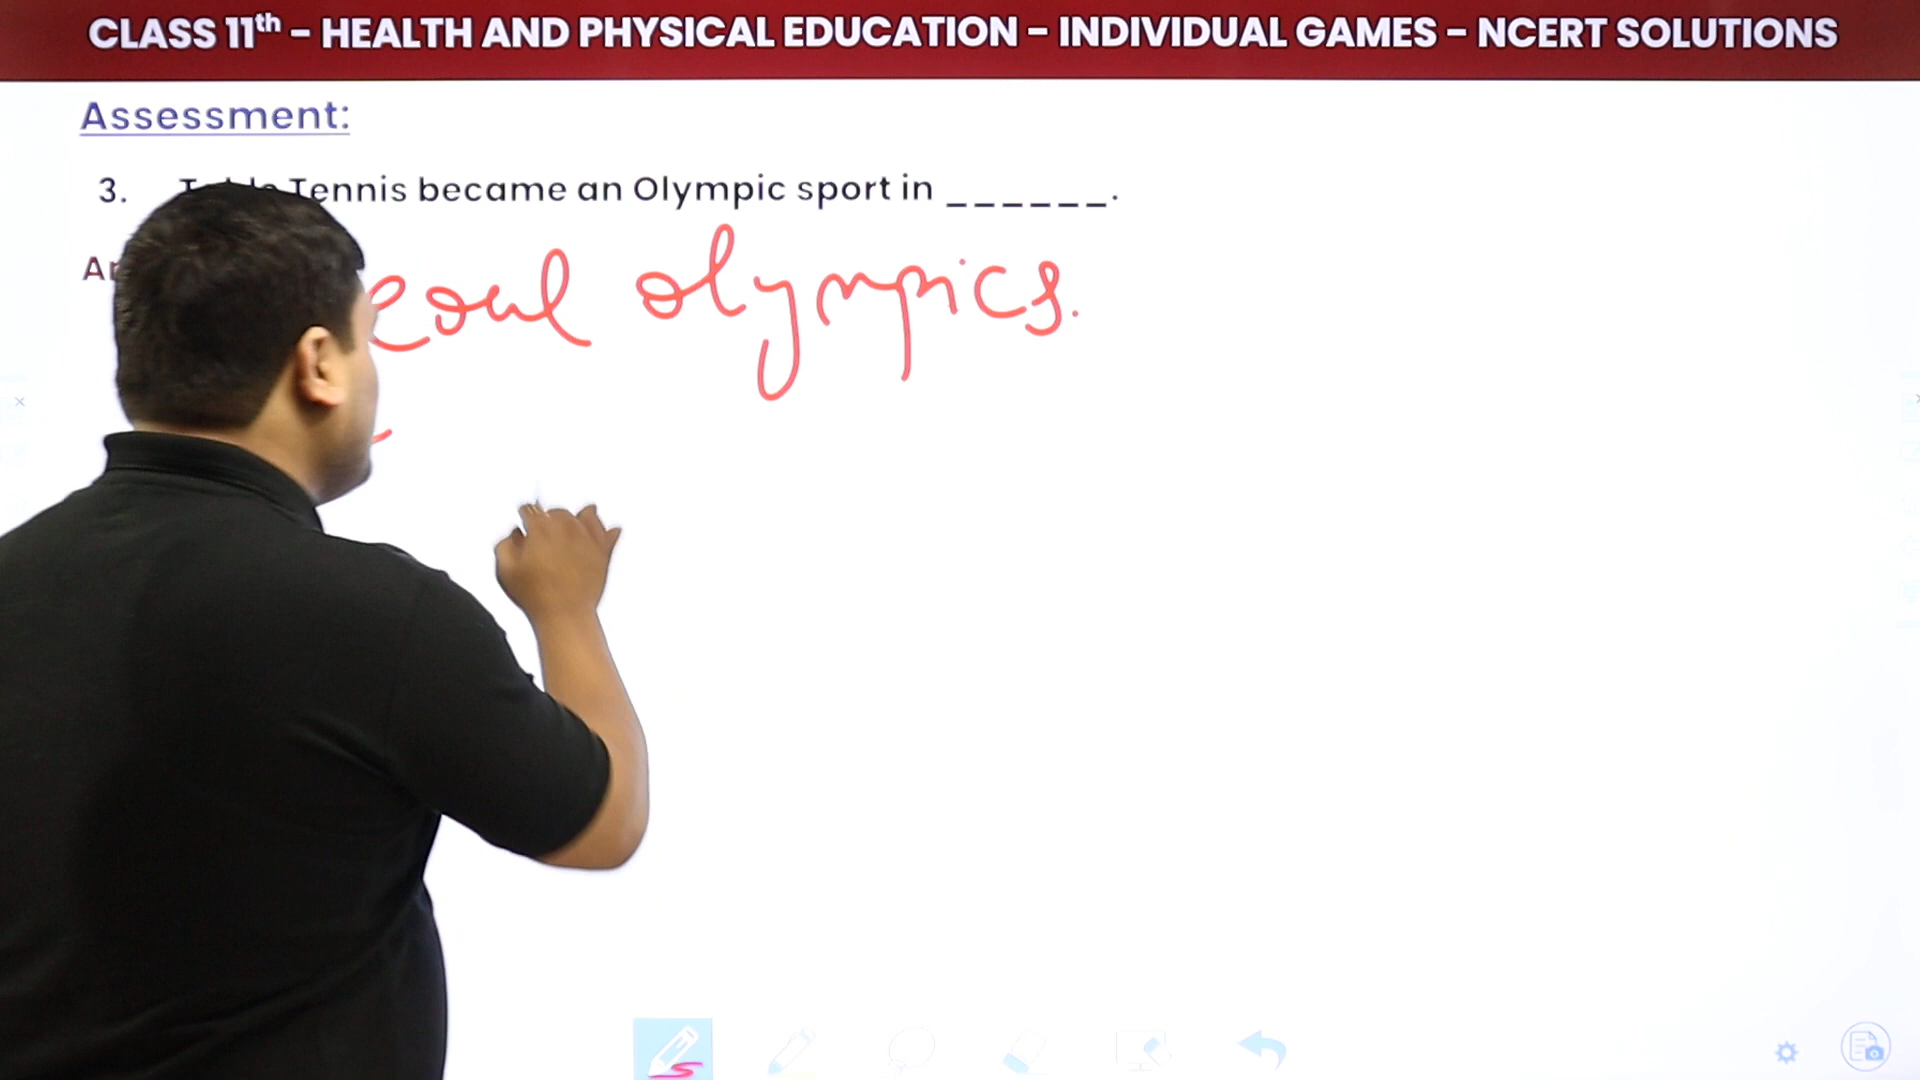 CLASS 11th – HEALTH AND PHYSICAL EDUCATION – INDIVIDUAL GAMES – NCERT SOLUTIONS
Assessment:
3. Table Tennis became an Olympic sport in ______.
eoul olympics.